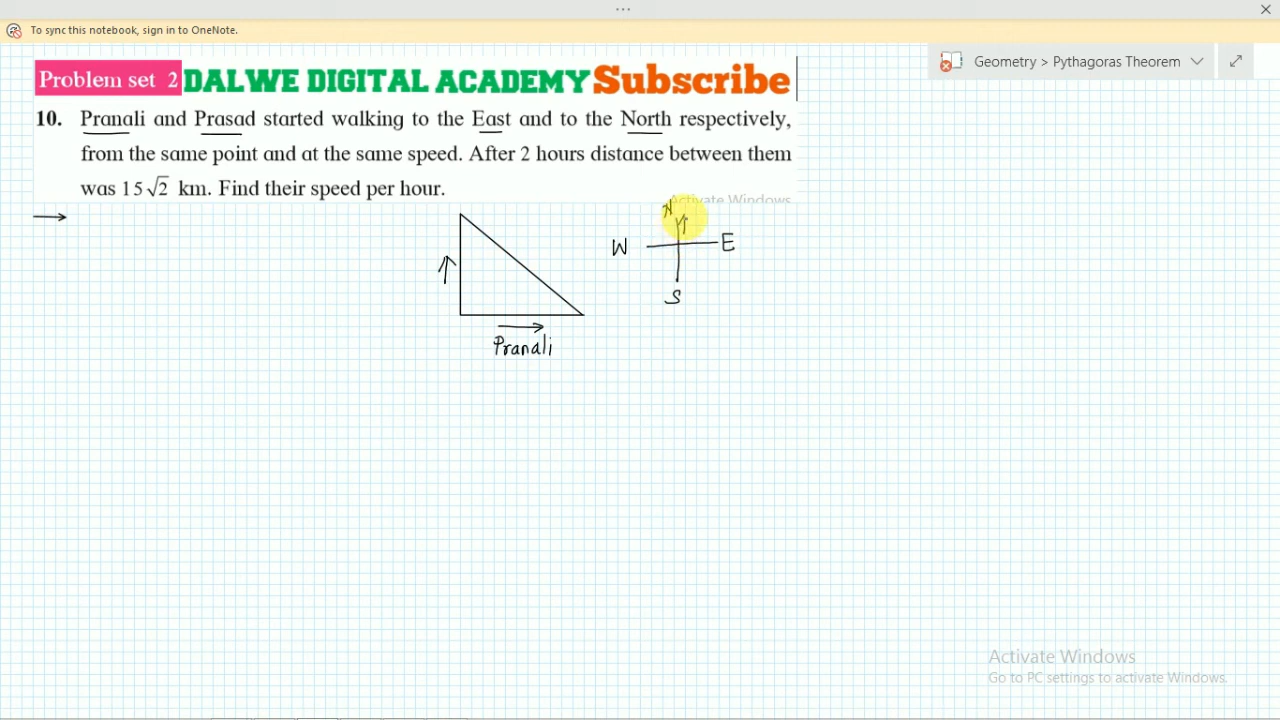 To sync this notebook, sign in to OneNote.
Geometry > Pythagoras Theorem
Problem set 2 DALWE DIGITAL ACADEMY Subscribe
10. Pranali and Prasad started walking to the East and to the North respectively,
from the same point and at the same speed. After 2 hours distance between them
was 15√2 km. Find their speed per hour.
Activate Windows
N
W E
S
Pranali
Activate Windows
Go to PC settings to activate Windows.